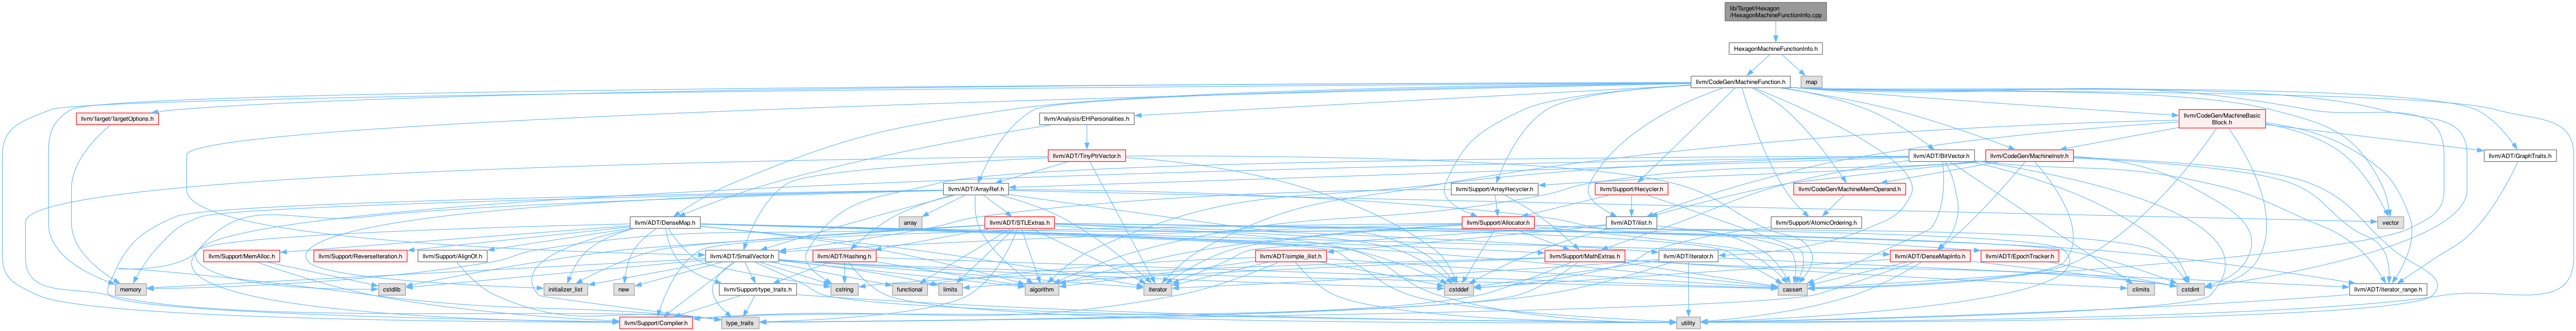 lib/Target/Hexagon
/HexagonMachineFunctionInfo.cpp
HexagonMachineFunctionInfo.h
llvm/CodeGen/MachineFunction.h
map
llvm/Target/TargetOptions.h
llvm/Analysis/EHPersonalities.h
llvm/CodeGen/MachineBasic
Block.h
llvm/ADT/TinyPtrVector.h
llvm/ADT/BitVector.h
llvm/CodeGen/MachineInstr.h
llvm/ADT/GraphTraits.h
llvm/ADT/ArrayRef.h
llvm/Support/ArrayRecycler.h
llvm/Support/Recycler.h
llvm/CodeGen/MachineMemOperand.h
llvm/ADT/DenseMap.h
array
llvm/ADT/STLExtras.h
llvm/Support/Allocator.h
llvm/ADT/ilist.h
llvm/Support/AtomicOrdering.h
vector
llvm/Support/MemAlloc.h
llvm/Support/ReverseIteration.h
llvm/Support/AlignOf.h
llvm/ADT/SmallVector.h
llvm/ADT/Hashing.h
llvm/ADT/simple_ilist.h
llvm/Support/MathExtras.h
llvm/ADT/iterator.h
llvm/ADT/DenseMapInfo.h
llvm/ADT/EpochTracker.h
memory
cstdlib
initializer_list
new
llvm/Support/type_traits.h
cstring
functional
limits
algorithm
iterator
cstddef
cassert
climits
cstdint
llvm/ADT/iterator_range.h
llvm/Support/Compiler.h
type_traits
utility